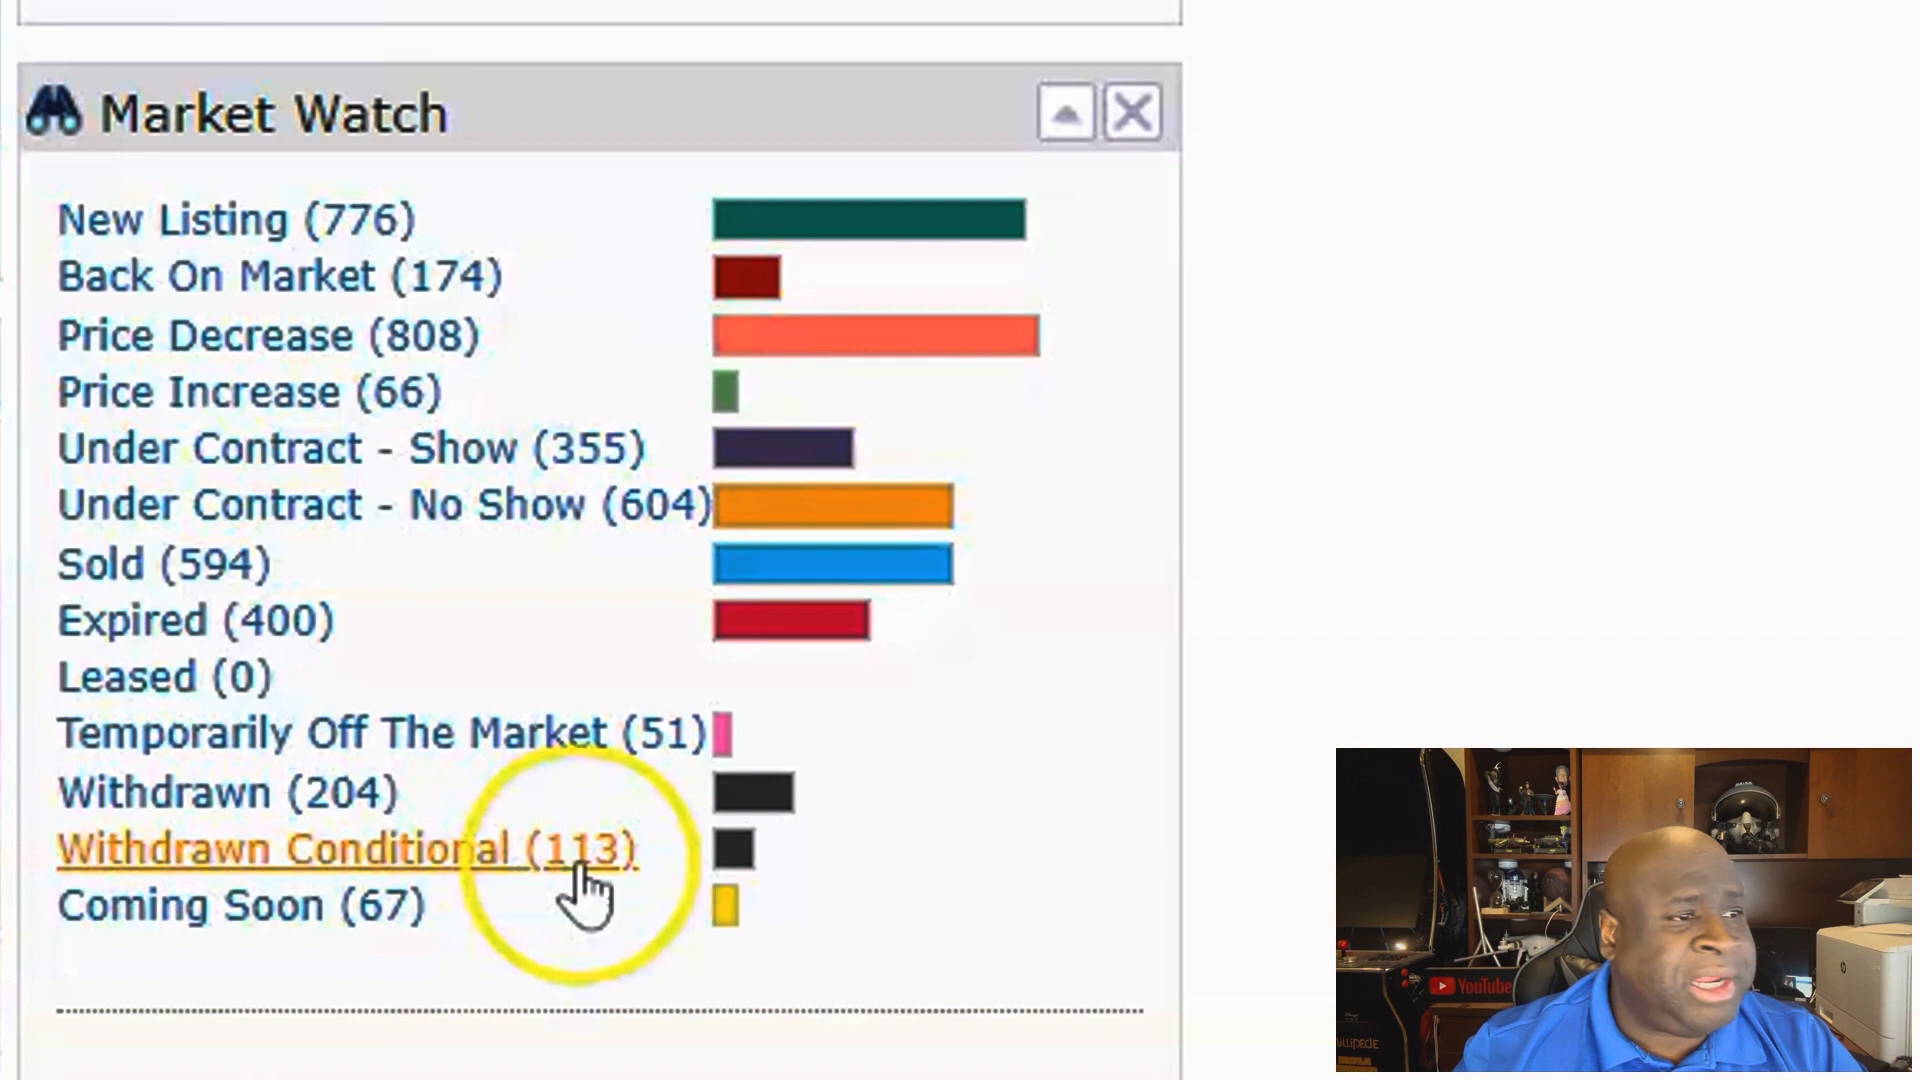 Market Watch
New Listing (776)
Back On Market (174)
Price Decrease (808)
Price Increase (66)
Under Contract - Show (355)
Under Contract - No Show (604)
Sold (594)
Expired (400)
Leased (0)
Temporarily Off The Market (51)
Withdrawn (204)
Withdrawn Conditional (113)
Coming Soon (67)
YouTube